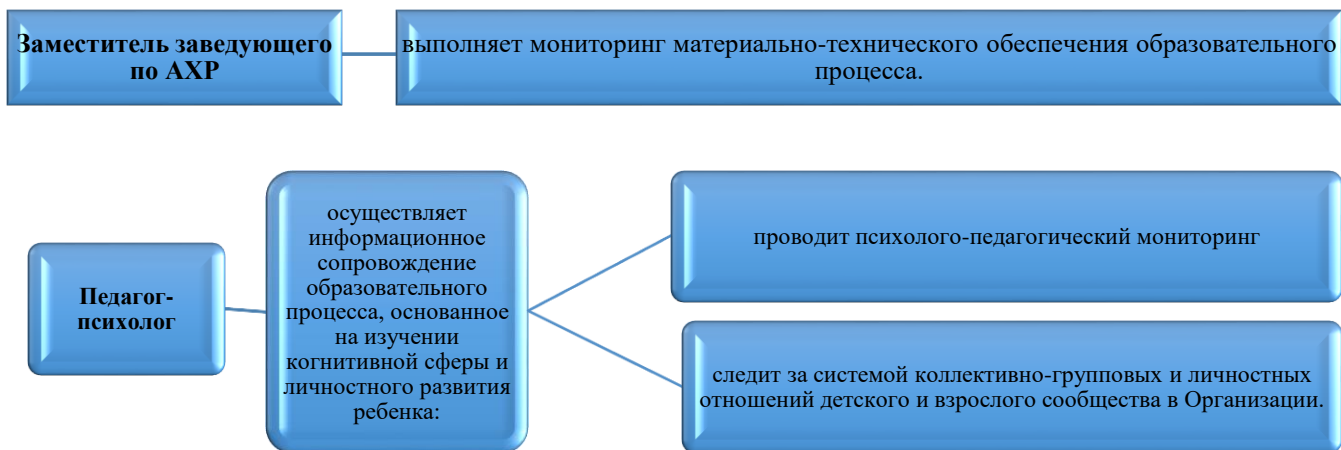 Заместитель заведующего
по АХР
выполняет мониторинг материально-технического обеспечения образовательного
процесса.
Педагог-
психолог
осуществляет
информационное
сопровождение
образовательного
процесса, основанное
на изучении
когнитивной сферы и
личностного развития
ребенка:
проводит психолого-педагогический мониторинг
следит за системой коллективно-групповых и личностных
отношений детского и взрослого сообщества в Организации.